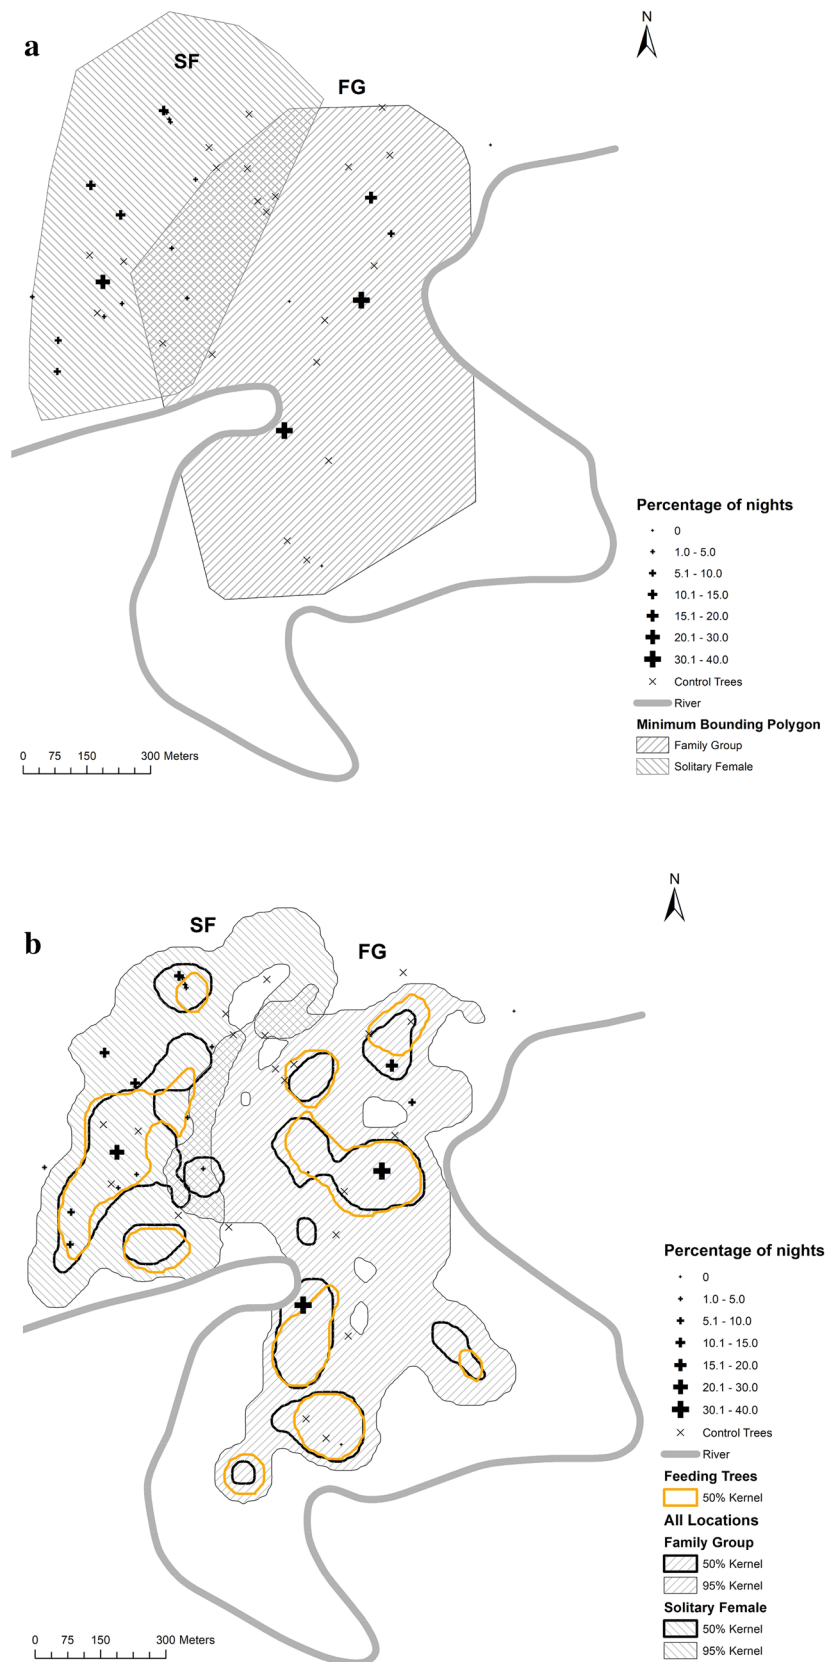 N
a
SF
FG
Percentage of nights
0
1.0 - 5.0
5.1 - 10.0
10.1 - 15.0
15.1 - 20.0
20.1 - 30.0
30.1 - 40.0
Control Trees
River
Minimum Bounding Polygon
Family Group
Solitary Female
0 75 150 300 Meters
N
b
SF
FG
Percentage of nights
0
1.0 - 5.0
5.1 - 10.0
10.1 - 15.0
15.1 - 20.0
20.1 - 30.0
30.1 - 40.0
Control Trees
River
Feeding Trees
50% Kernel
All Locations
Family Group
50% Kernel
95% Kernel
Solitary Female
50% Kernel
95% Kernel
0 75 150 300 Meters